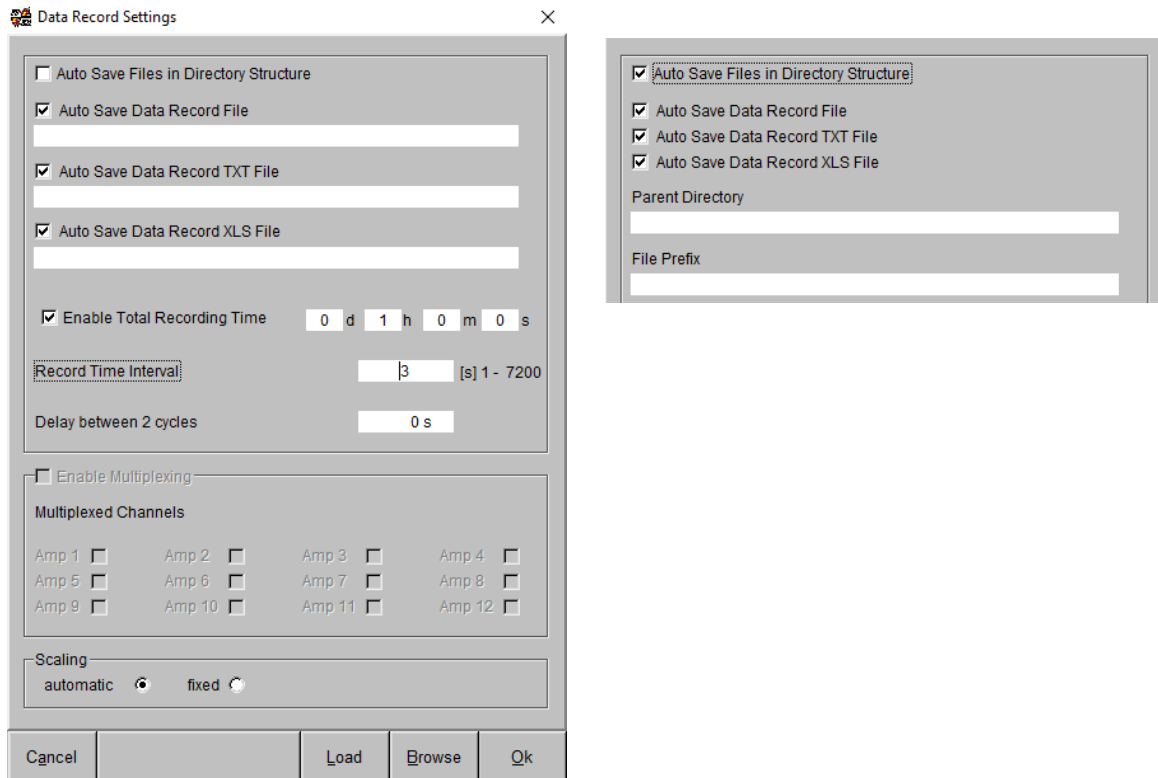 Data Record Settings
Auto Save Files in Directory Structure
Auto Save Data Record File
Auto Save Data Record TXT File
Auto Save Data Record XLS File
Enable Total Recording Time 0 d 1 h 0 m 0 s
Record Time Interval 3 [s] 1 - 7200
Delay between 2 cycles 0 s
Enable Multiplexing
Multiplexed Channels
Amp 1 Amp 2 Amp 3 Amp 4
Amp 5 Amp 6 Amp 7 Amp 8
Amp 9 Amp 10 Amp 11 Amp 12
Scaling
automatic fixed
Cancel Load Browse Ok
Auto Save Files in Directory Structure
Auto Save Data Record File
Auto Save Data Record TXT File
Auto Save Data Record XLS File
Parent Directory
File Prefix